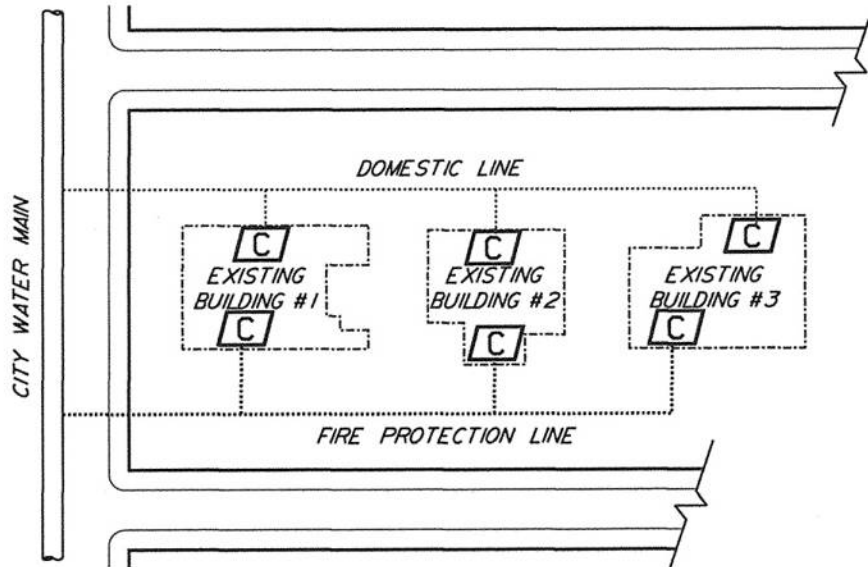 DOMESTIC LINE
CITY WATER MAIN
C
EXISTING
BUILDING #1
C
C
EXISTING
BUILDING #2
C
C
EXISTING
BUILDING #3
C
FIRE PROTECTION LINE